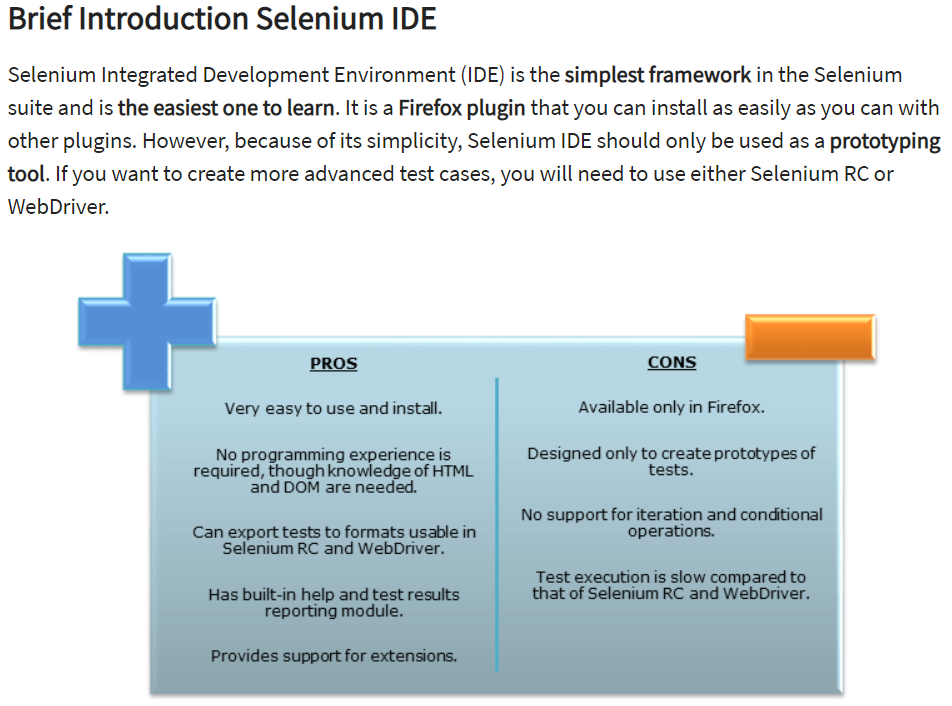 Brief Introduction Selenium IDE
Selenium Integrated Development Environment (IDE) is the simplest framework in the Selenium
suite and is the easiest one to learn. It is a Firefox plugin that you can install as easily as you can with
other plugins. However, because of its simplicity, Selenium IDE should only be used as a prototyping
tool. If you want to create more advanced test cases, you will need to use either Selenium RC or
WebDriver.
PROS
Very easy to use and install.
No programming experience is
required, though knowledge of HTML
and DOM are needed.
Can export tests to formats usable in
Selenium RC and WebDriver.
Has built-in help and test results
reporting module.
Provides support for extensions.
CONS
Available only in Firefox.
Designed only to create prototypes of
tests.
No support for iteration and conditional
operations.
Test execution is slow compared to
that of Selenium RC and WebDriver.